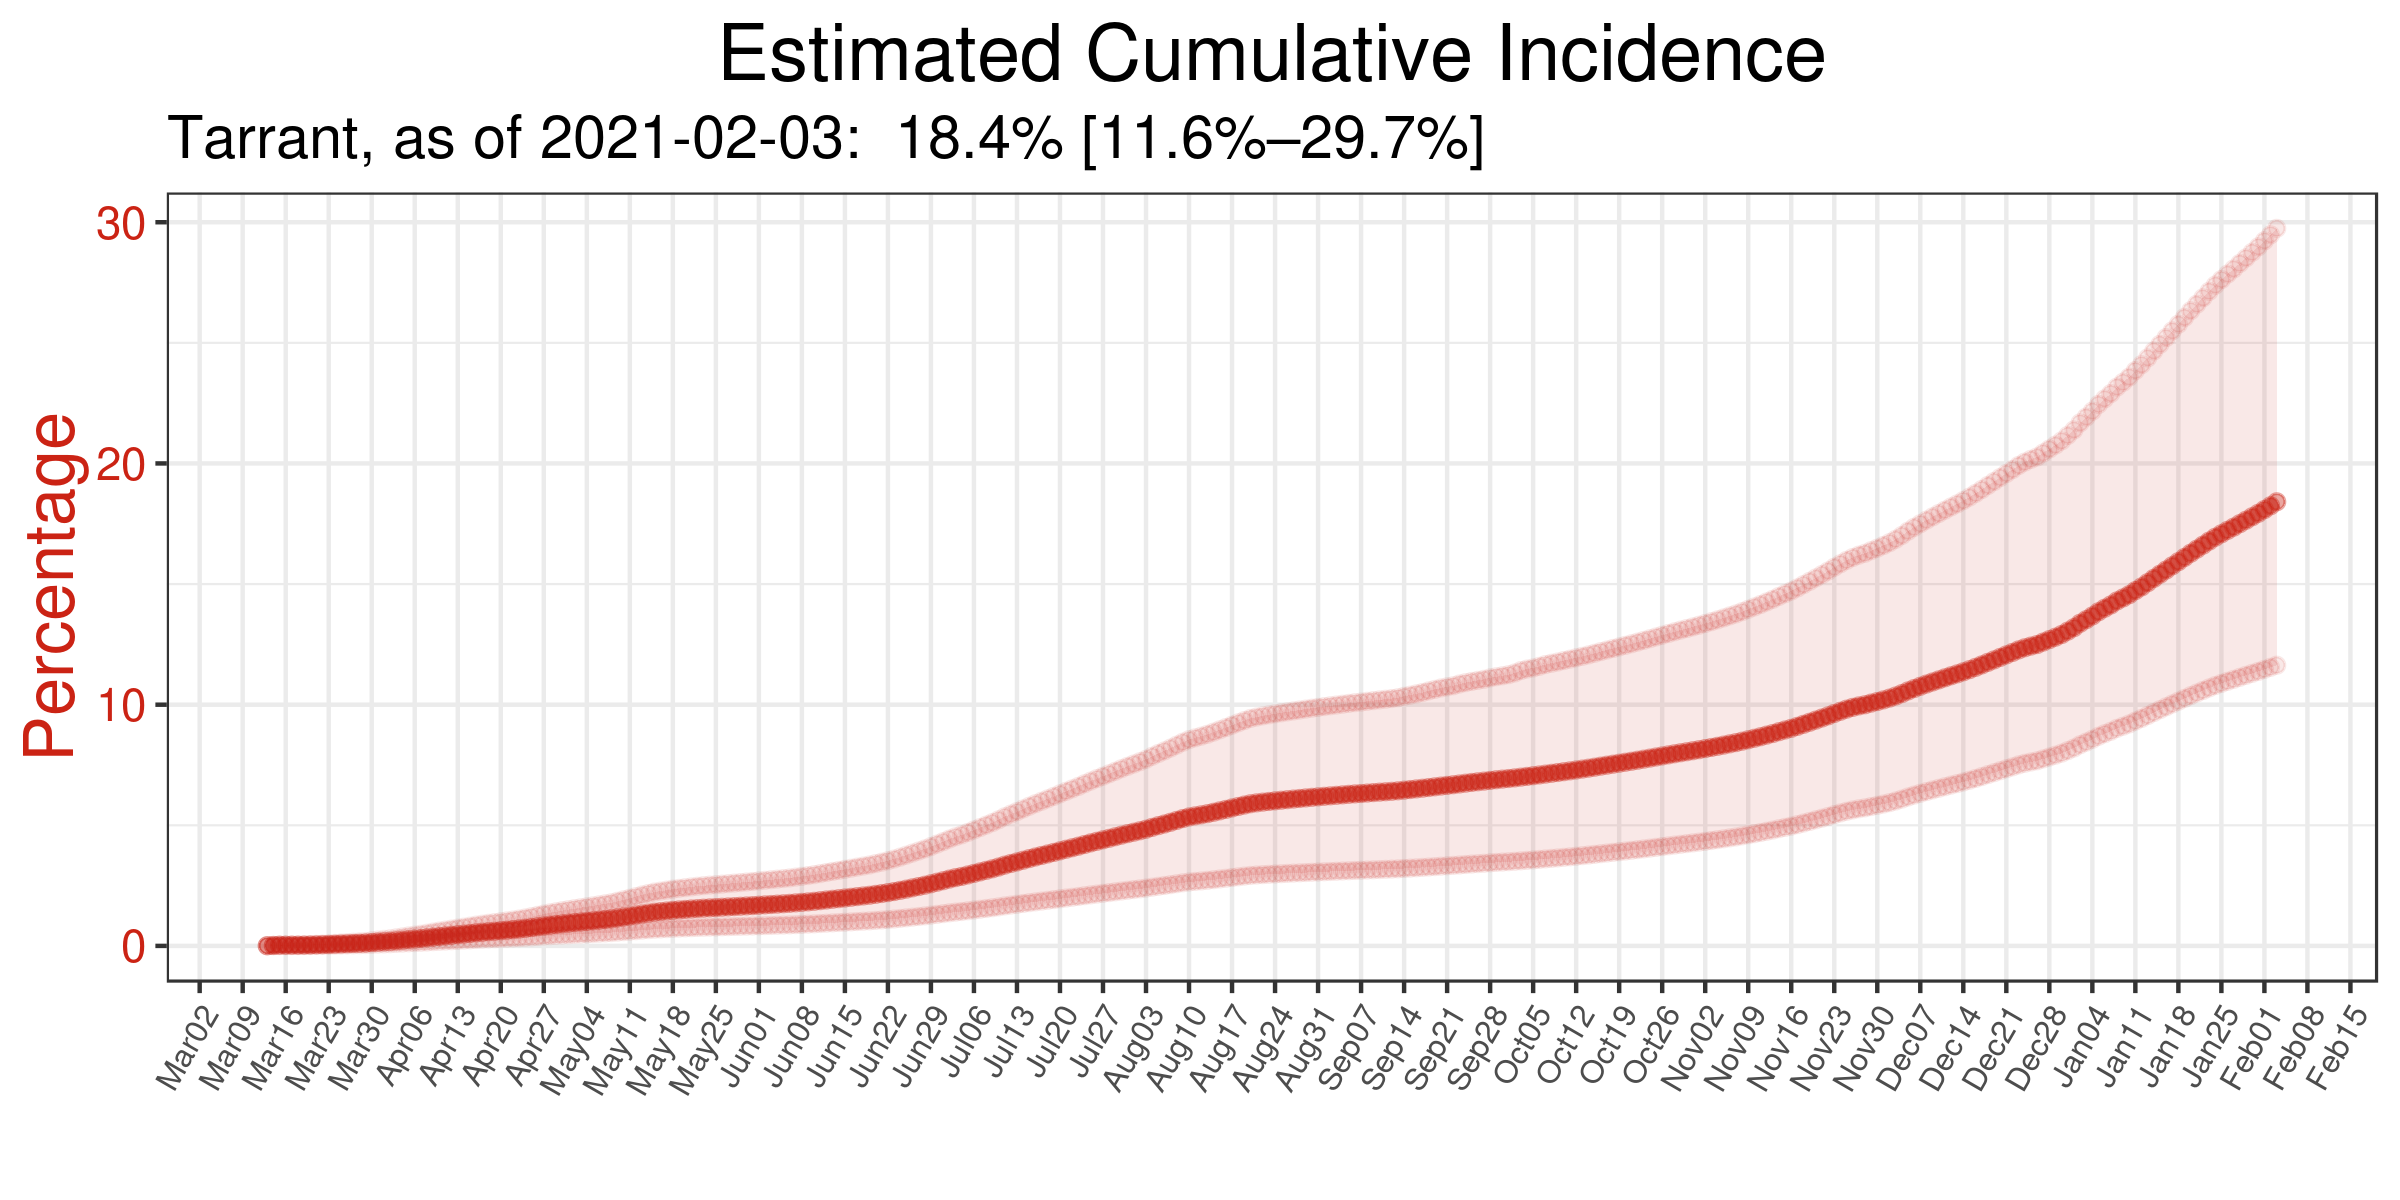 Estimated Cumulative Incidence
Tarrant, as of 2021-02-03:  18.4% [11.6%–29.7%]
Percentage
30
20
10
0
Mar02
Mar09
Mar16
Mar23
Mar30
Apr06
Apr13
Apr20
Apr27
May04
May11
May18
May25
Jun01
Jun08
Jun15
Jun22
Jun29
Jul06
Jul13
Jul20
Jul27
Aug03
Aug10
Aug17
Aug24
Aug31
Sep07
Sep14
Sep21
Sep28
Oct05
Oct12
Oct19
Oct26
Nov02
Nov09
Nov16
Nov23
Nov30
Dec07
Dec14
Dec21
Dec28
Jan04
Jan11
Jan18
Jan25
Feb01
Feb08
Feb15